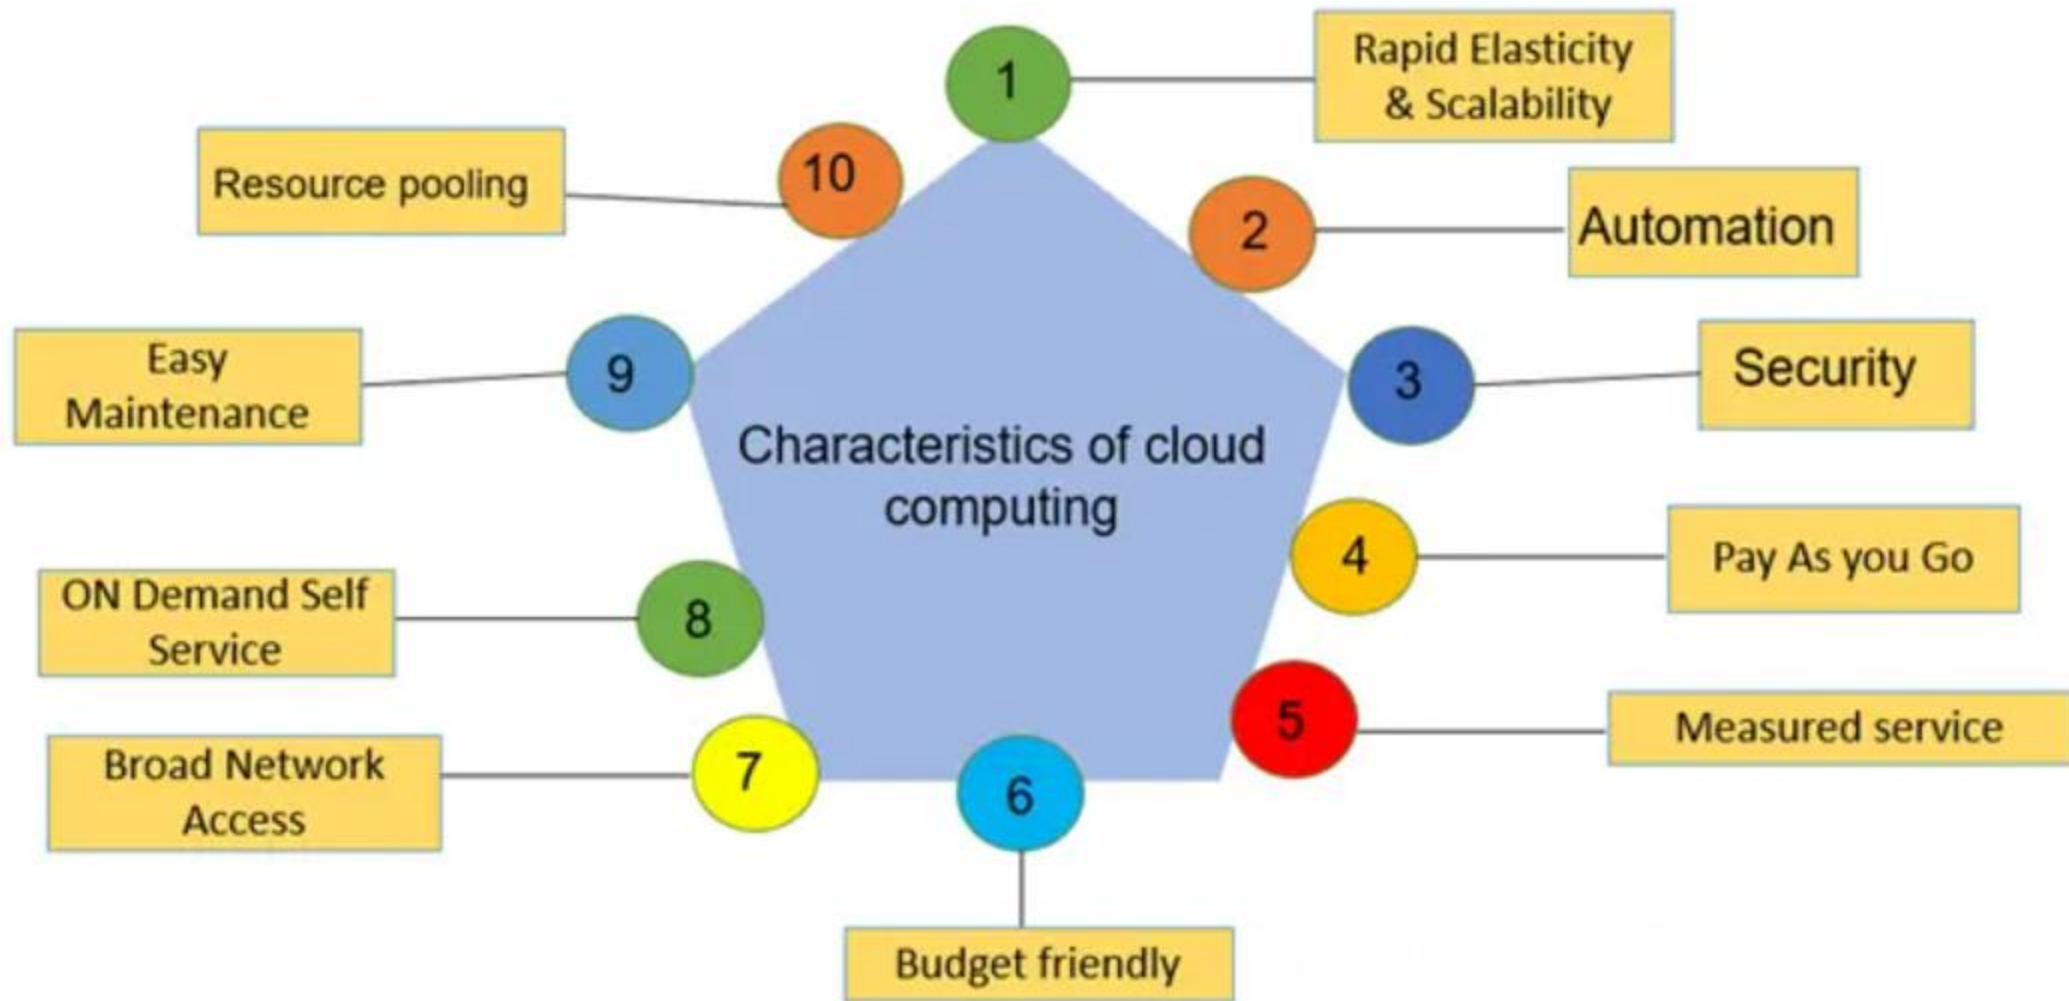 1
Rapid Elasticity
& Scalability
2
Automation
3
Security
4
Pay As you Go
5
Measured service
6
Budget friendly
7
Broad Network
Access
8
ON Demand Self
Service
9
Easy
Maintenance
10
Resource pooling
Characteristics of cloud
computing